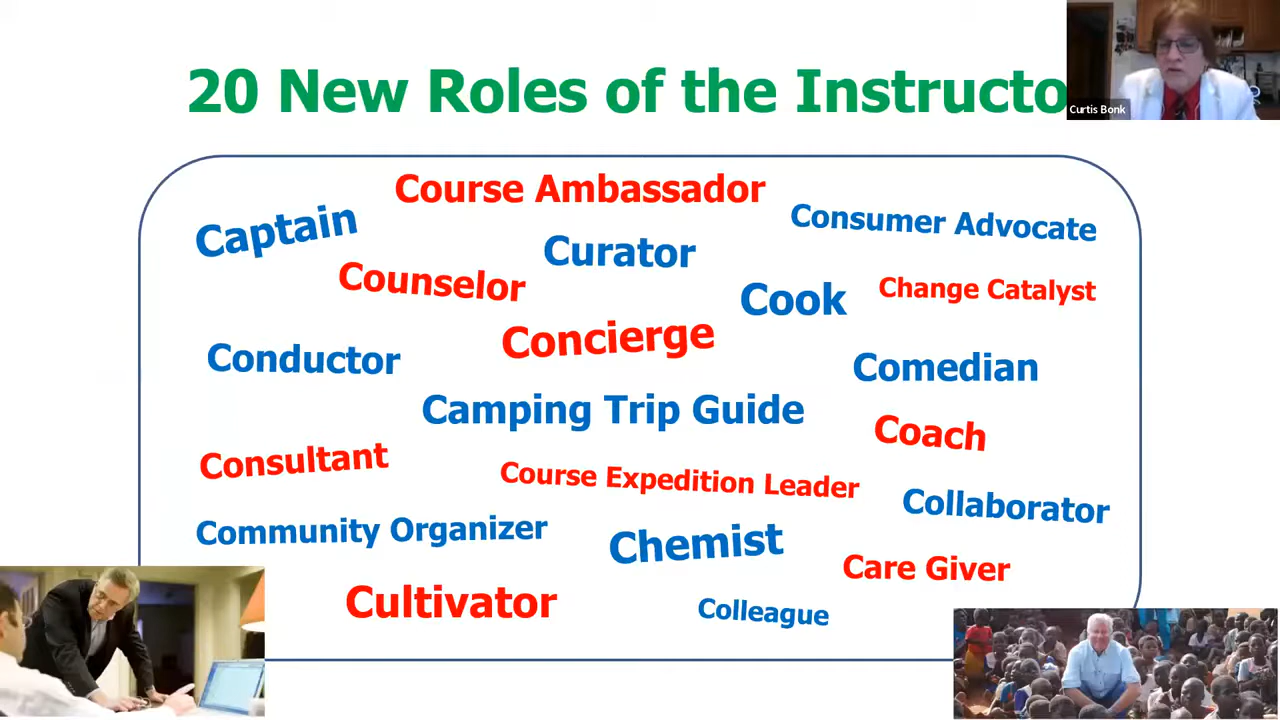 20 New Roles of the Instructo
Curtis Bonk
Course Ambassador
Captain
Consumer Advocate
Curator
Counselor
Cook
Change Catalyst
Concierge
Conductor
Comedian
Camping Trip Guide
Coach
Consultant
Course Expedition Leader
Collaborator
Community Organizer
Chemist
Care Giver
Cultivator
Colleague